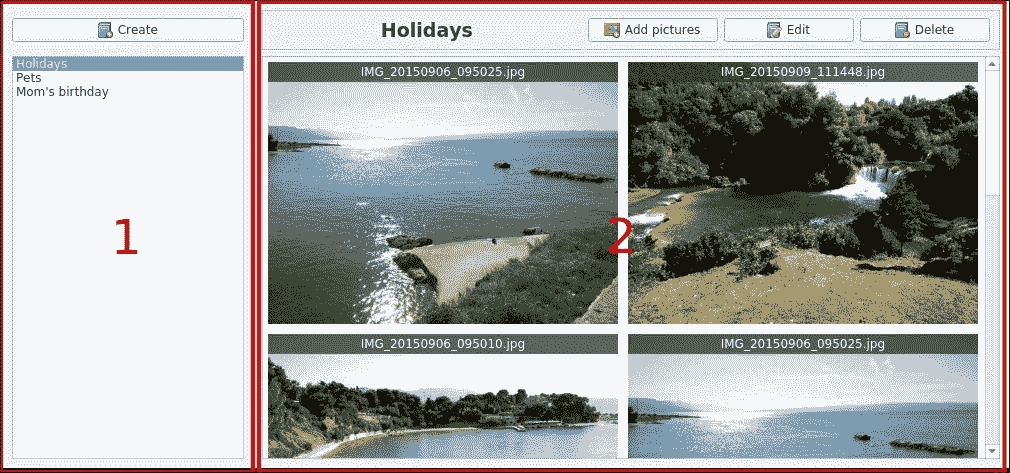 Create
Holidays
Pets
Mom's birthday
1
Holidays
Add pictures
Edit
Delete
IMG_20150906_095025.jpg
IMG_20150909_111448.jpg
2
IMG_20150906_095010.jpg
IMG_20150906_095025.jpg